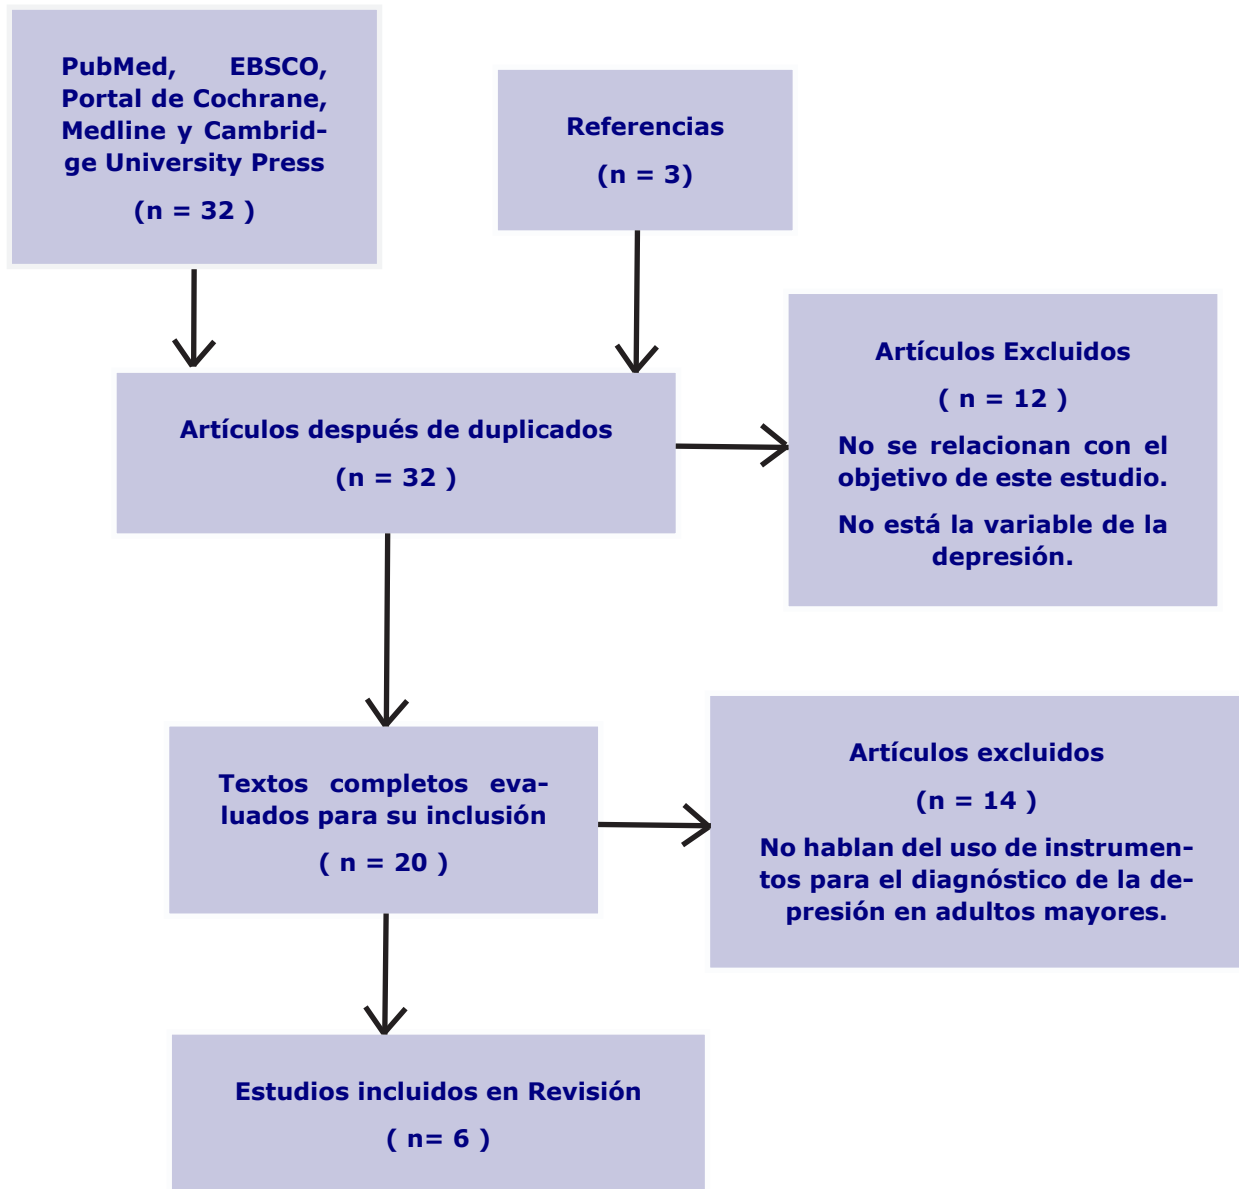 PubMed, EBSCO,
Portal de Cochrane,
Medline y Cambrid-
ge University Press
(n = 32 )
Referencias
(n = 3)
Artículos después de duplicados
(n = 32 )
Artículos Excluidos
( n = 12 )
No se relacionan con el
objetivo de este estudio.
No está la variable de la
depresión.
Textos completos eva-
luados para su inclusión
( n = 20 )
Artículos excluidos
(n = 14 )
No hablan del uso de instrumen-
tos para el diagnóstico de la de-
presión en adultos mayores.
Estudios incluidos en Revisión
( n= 6 )